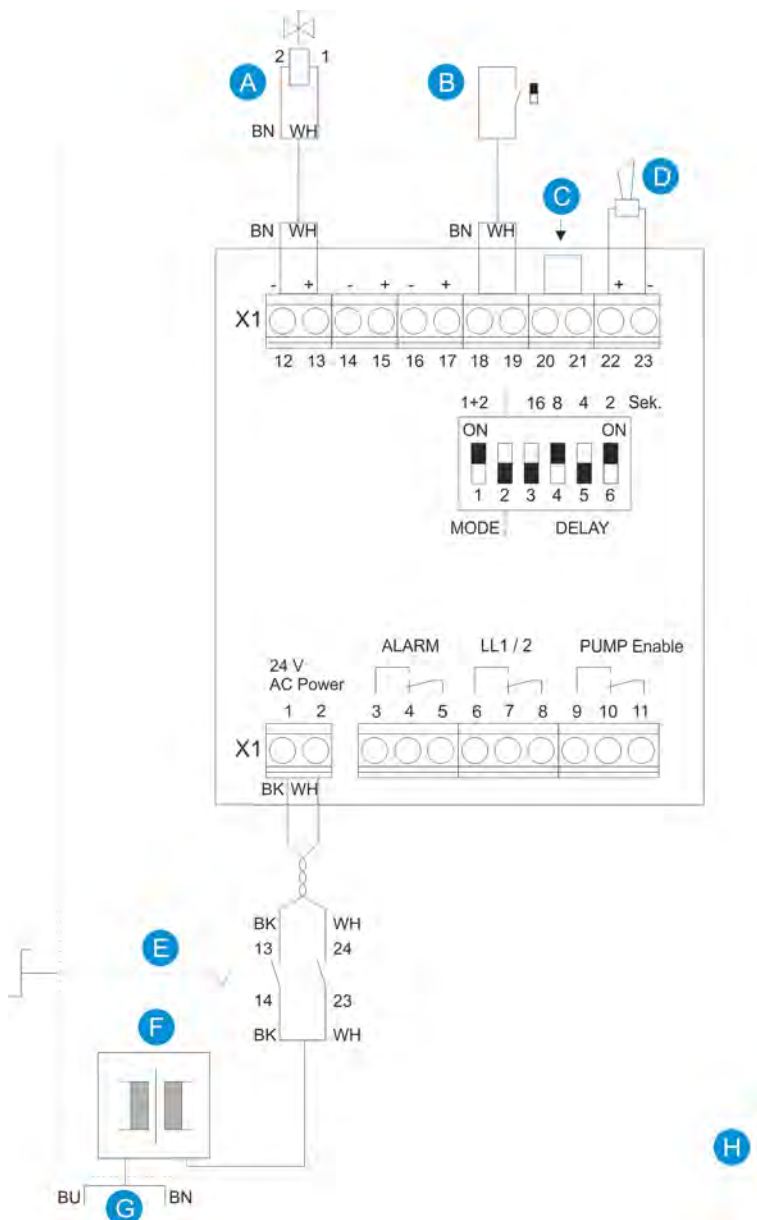 2 1
A B
BN WH
D
C
BN WH BN WH
- + - + - + + -
X1
12 13 14 15 16 17 18 19 20 21 22 23
1+2 16 8 4 2 Sek.
ON ON
1 2 3 4 5 6
MODE DELAY
ALARM LL1 / 2 PUMP Enable
24 V
AC Power
1 2 3 4 5 6 7 8 9 10 11
X1
BK WH
BK WH
E 13 24
14 23
F
BK WH
H
BU BN
G